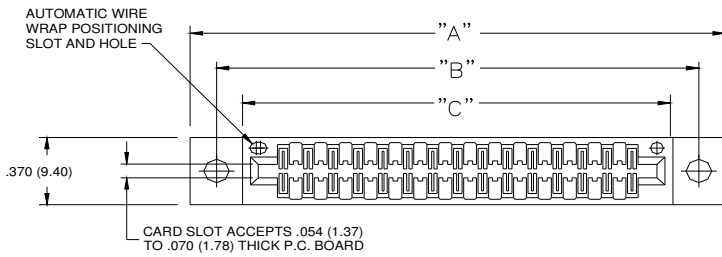 AUTOMATIC WIRE
WRAP POSITIONING
SLOT AND HOLE
"A"
"B"
"C"
.370 (9.40)
CARD SLOT ACCEPTS .054 (1.37)
TO .070 (1.78) THICK P.C. BOARD